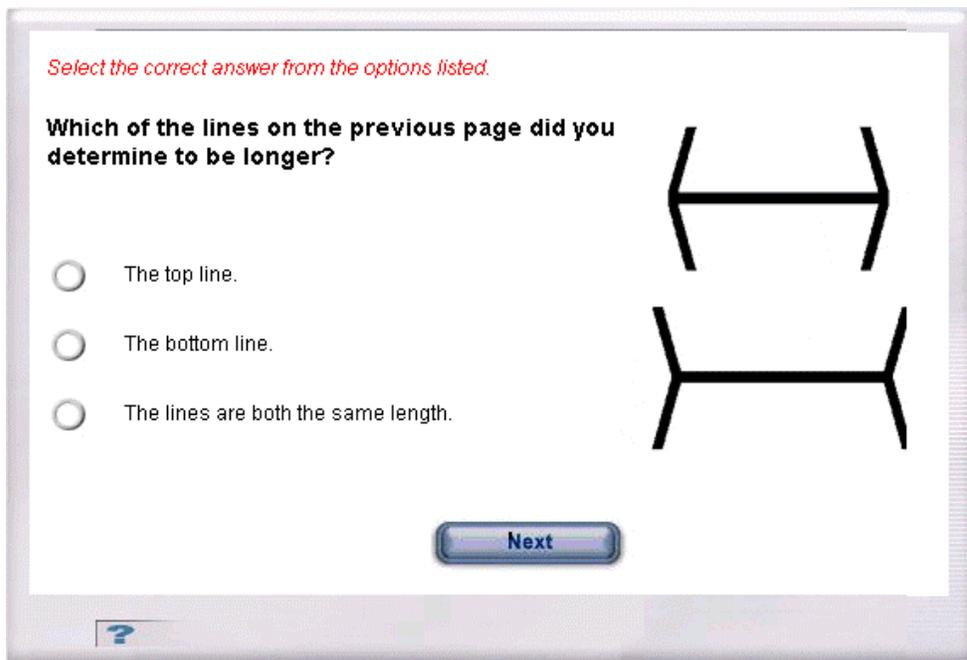 Select the correct answer from the options listed.
Which of the lines on the previous page did you
determine to be longer?
The top line.
The bottom line.
The lines are both the same length.
Next
?